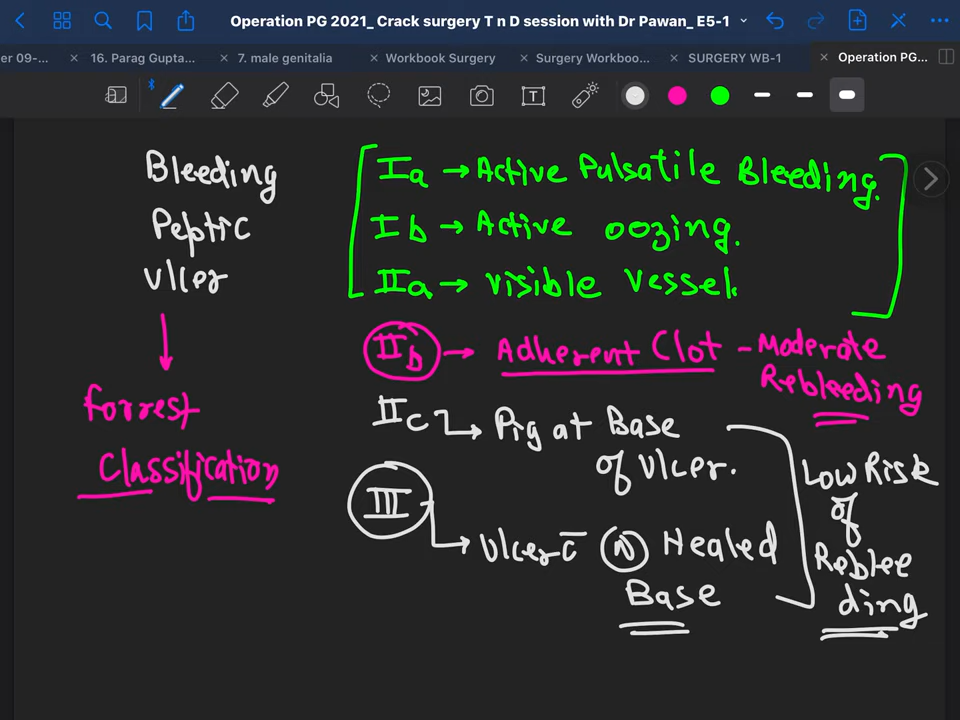 Operation PG 2021_ Crack surgery T n D session with Dr Pawan_ E5-1
er 09-...
16. Parag Gupta...
7. male genitalia
Workbook Surgery
Surgery Workboo...
SURGERY WB-1
Operation PG...
Bleeding
Peptic
Ulcer
Forrest
Classification
Ia → Active Pulsatile Bleeding.
Ib → Active oozing.
IIa → visible vessel.
IIb → Adherent Clot - Moderate
Rebleeding
IIc → Pig at Base
of Ulcer.
III
→ Ulcer c̅ (N) Healed
Base
Low Risk
of
Reblee
ding